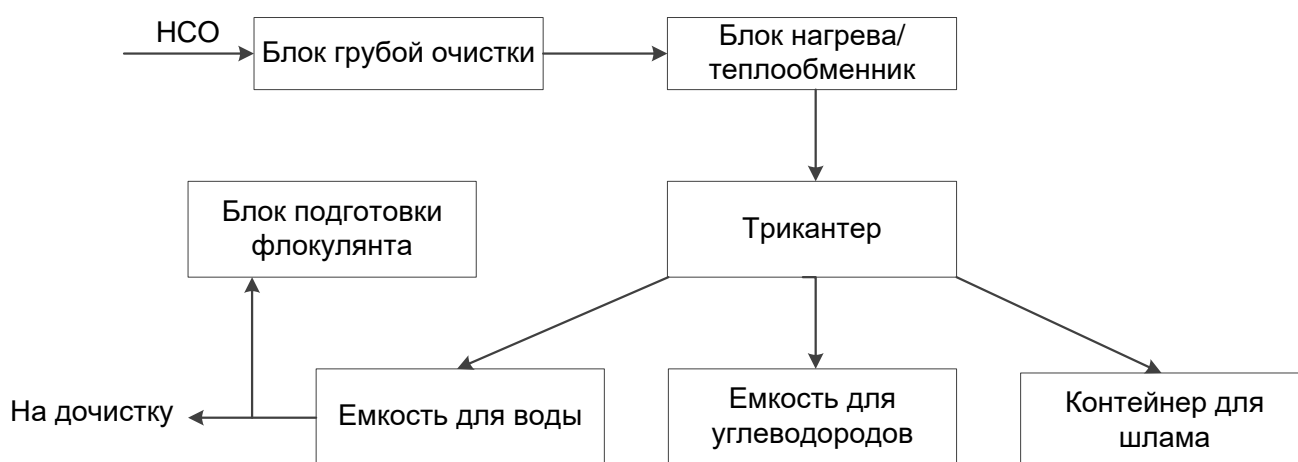 НСО
Блок грубой очистки
Блок нагрева/
теплообменник
Блок подготовки
флокулянта
Трикантер
На дочистку
Емкость для воды
Емкость для
углеводородов
Контейнер для
шлама